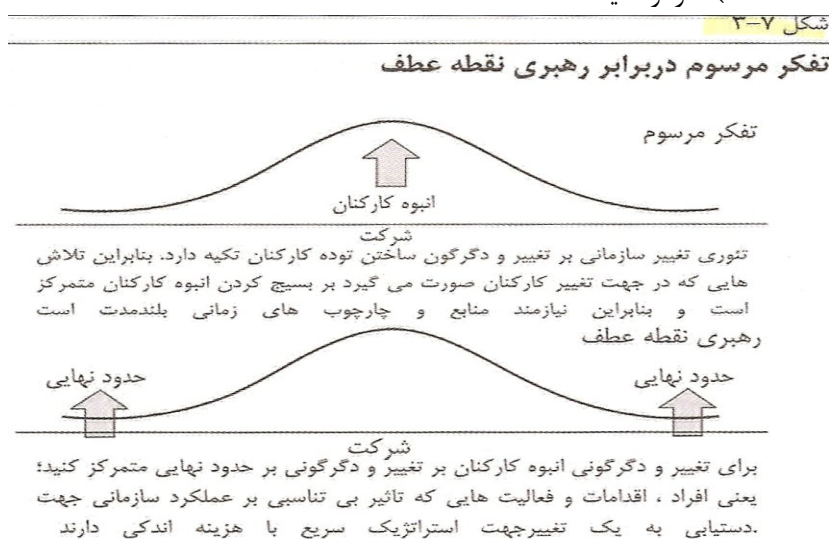 شکل ۷–۳
تفکر مرسوم دربرابر رهبری نقطه عطف
تفکر مرسوم
انبوه کارکنان
شرکت
تئوری تغییر سازمانی بر تغییر و دگرگون ساختن توده کارکنان تکیه دارد. بنابراین تلاش
هایی که در جهت تغییر کارکنان صورت می گیرد بر بسیج کردن انبوه کارکنان متمرکز
است و بنابراین نیازمند منابع و چارچوب های زمانی بلندمدت است
رهبری نقطه عطف
حدود نهایی
حدود نهایی
شرکت
برای تغییر و دگرگونی انبوه کارکنان بر تغییر و دگرگونی بر حدود نهایی متمرکز کنید؛
یعنی افراد ، اقدامات و فعالیت هایی که تاثیر بی تناسبی بر عملکرد سازمانی جهت
.دستیابی به یک تغییرجهت استراتژیک سریع با هزینه اندکی دارند